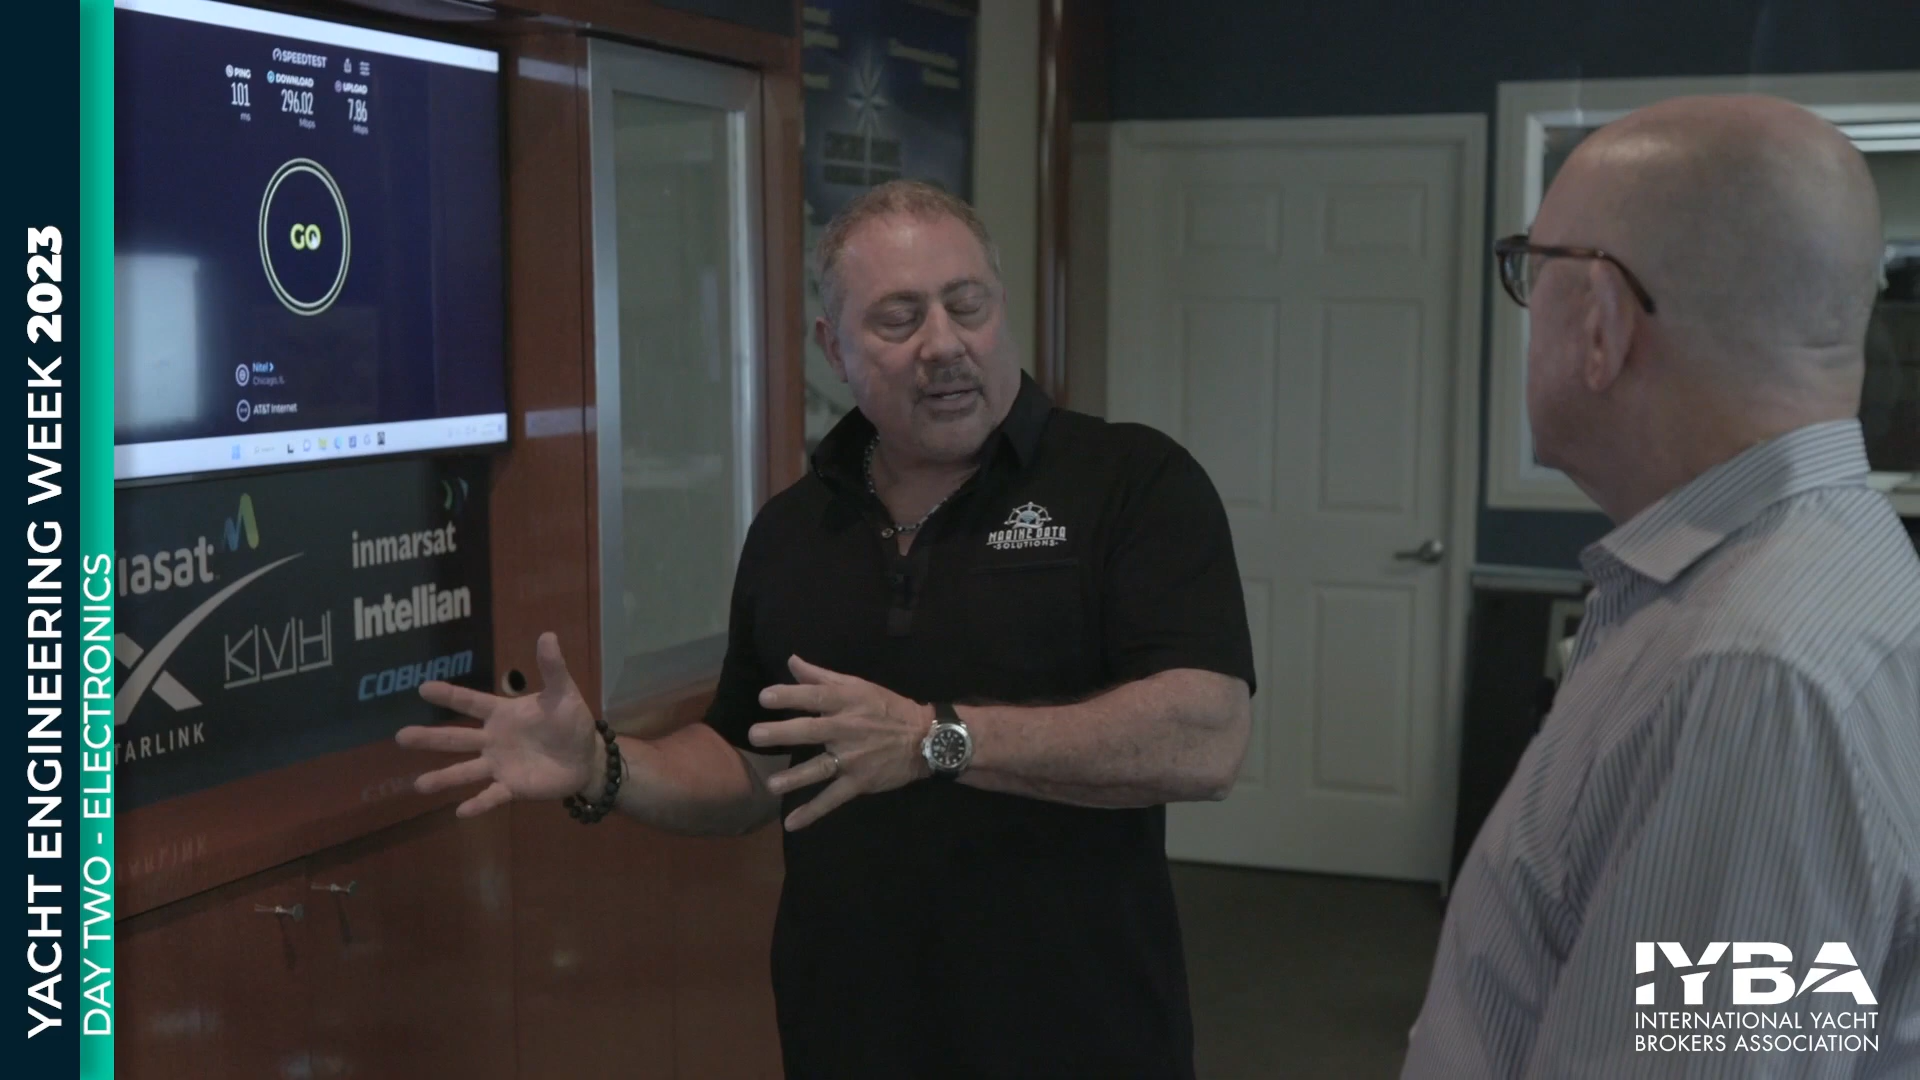 YACHT ENGINEERING WEEK 2023
DAY TWO - ELECTRONICS
SPEEDTEST
PING
101
ms
DOWNLOAD
296.02
Mbps
UPLOAD
7.86
Mbps
GO
Nitel >
Chicago, IL
AT&T Internet
iasat
inmarsat
KVH
Intellian
COBHAM
TARLINK
MARINE DATA
SOLUTIONS
IYBA
INTERNATIONAL YACHT
BROKERS ASSOCIATION